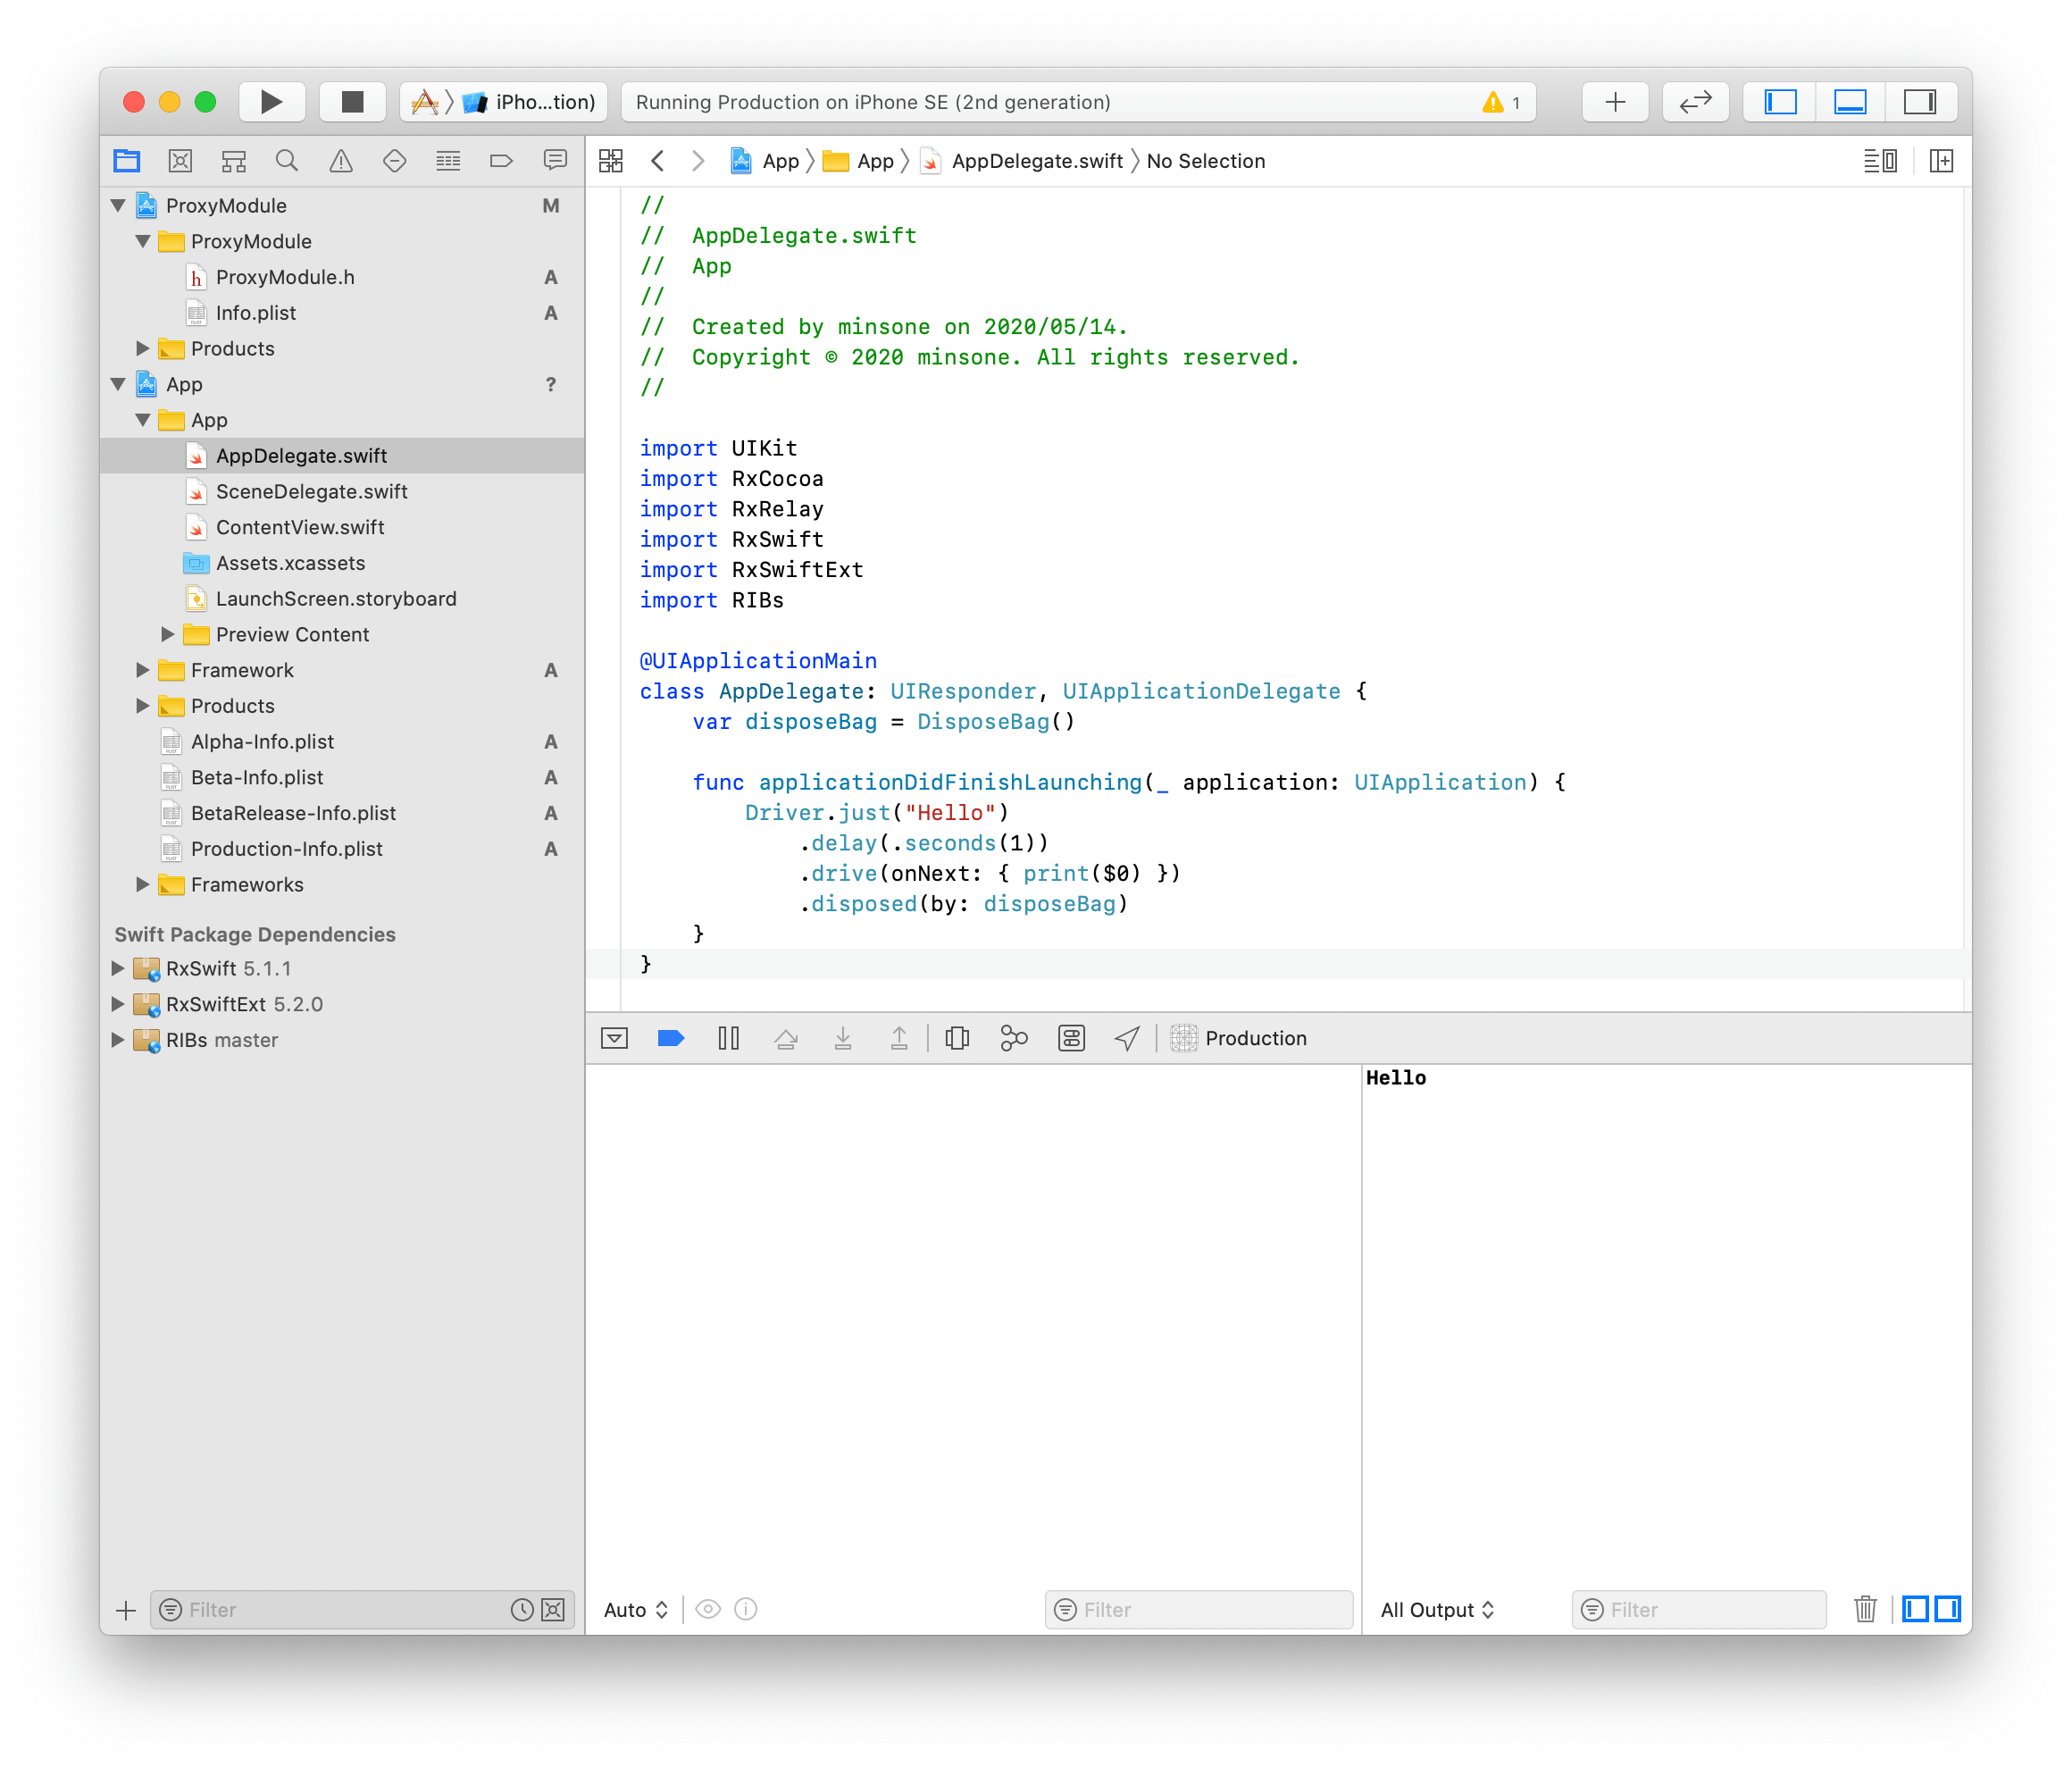 iPho...tion)
Running Production on iPhone SE (2nd generation)
1
App
App
AppDelegate.swift
No Selection
ProxyModule M
ProxyModule
ProxyModule.h A
Info.plist A
Products
App ?
App
AppDelegate.swift
SceneDelegate.swift
ContentView.swift
Assets.xcassets
LaunchScreen.storyboard
Preview Content
Framework A
Products
Alpha-Info.plist A
Beta-Info.plist A
BetaRelease-Info.plist A
Production-Info.plist A
Frameworks
Swift Package Dependencies
RxSwift 5.1.1
RxSwiftExt 5.2.0
RIBs master
Filter
//
//  AppDelegate.swift
//  App
//
//  Created by minsone on 2020/05/14.
//  Copyright © 2020 minsone. All rights reserved.
//
import UIKit
import RxCocoa
import RxRelay
import RxSwift
import RxSwiftExt
import RIBs
@UIApplicationMain
class AppDelegate: UIResponder, UIApplicationDelegate {
    var disposeBag = DisposeBag()
    func applicationDidFinishLaunching(_ application: UIApplication) {
        Driver.just("Hello")
            .delay(.seconds(1))
            .drive(onNext: { print($0) })
            .disposed(by: disposeBag)
    }
}
Production
Hello
Auto
Filter
All Output
Filter